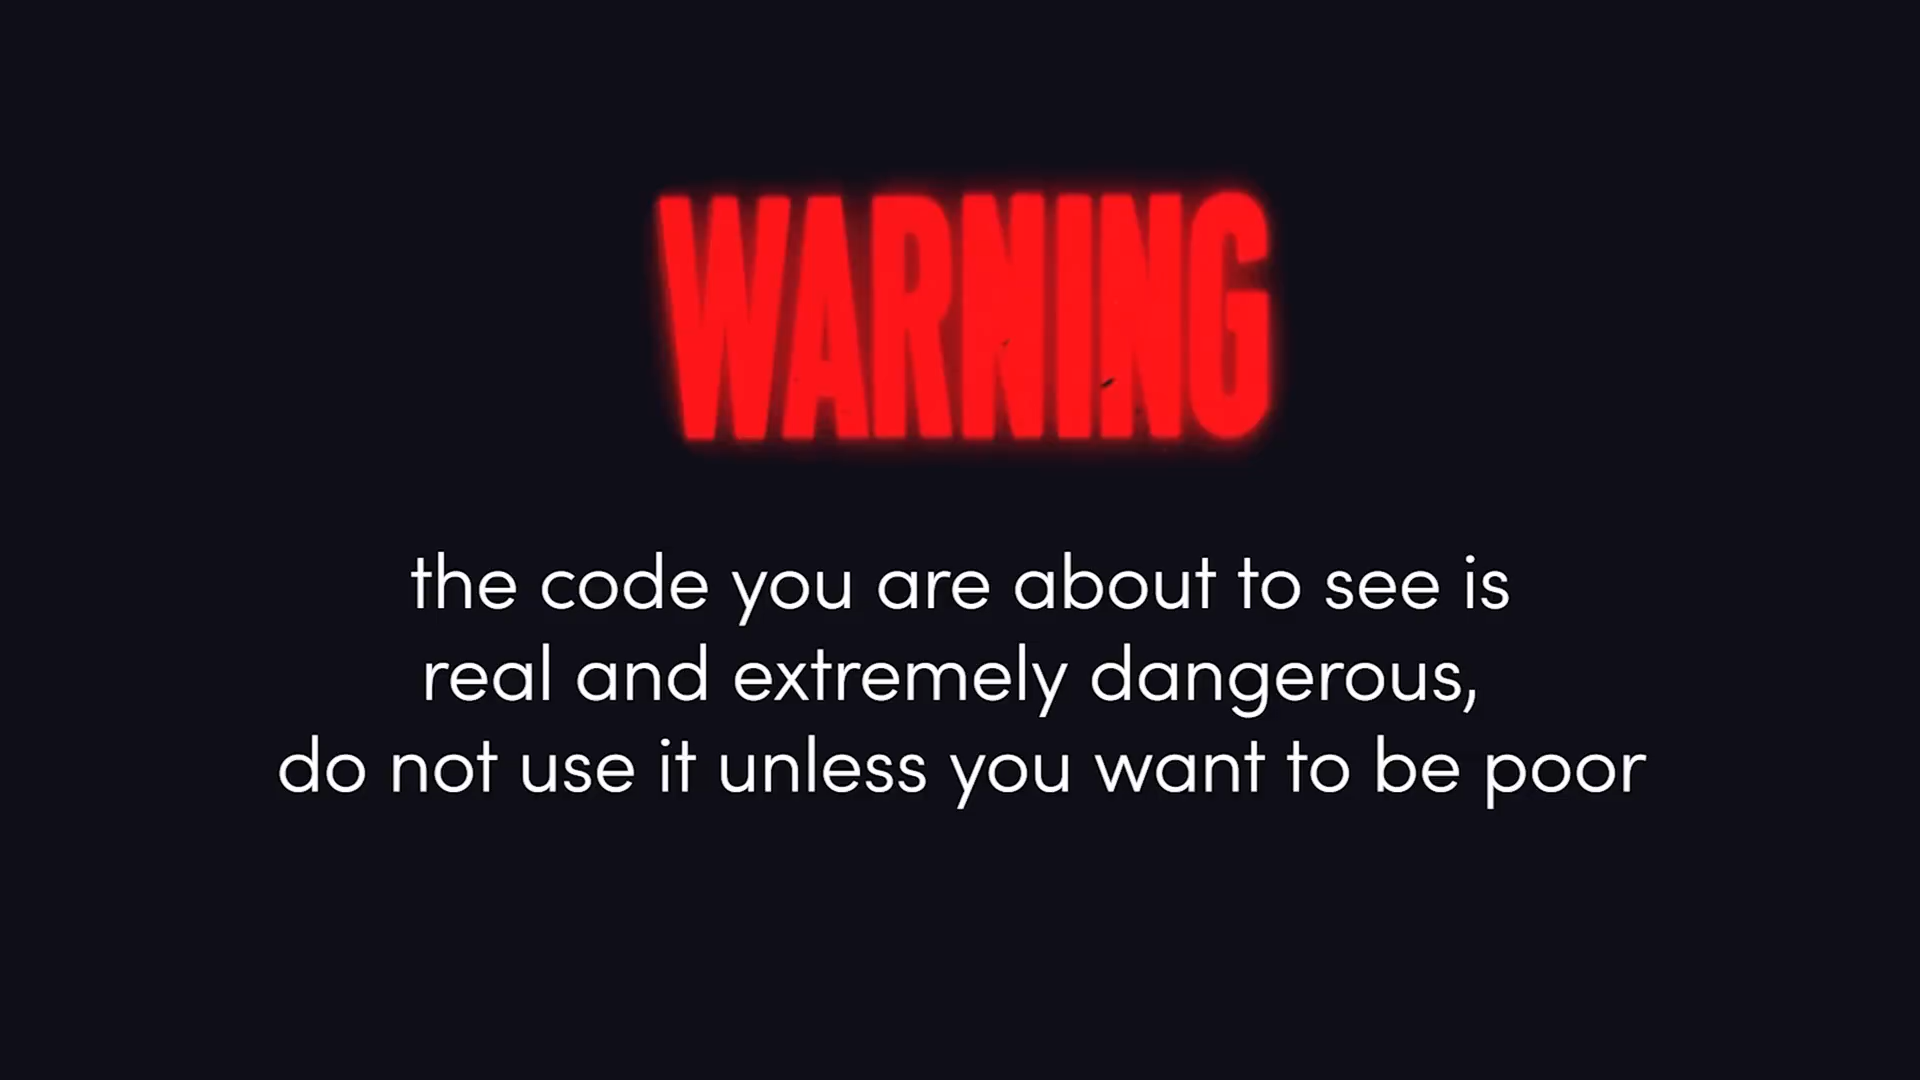 WARNING
the code you are about to see is
real and extremely dangerous,
do not use it unless you want to be poor